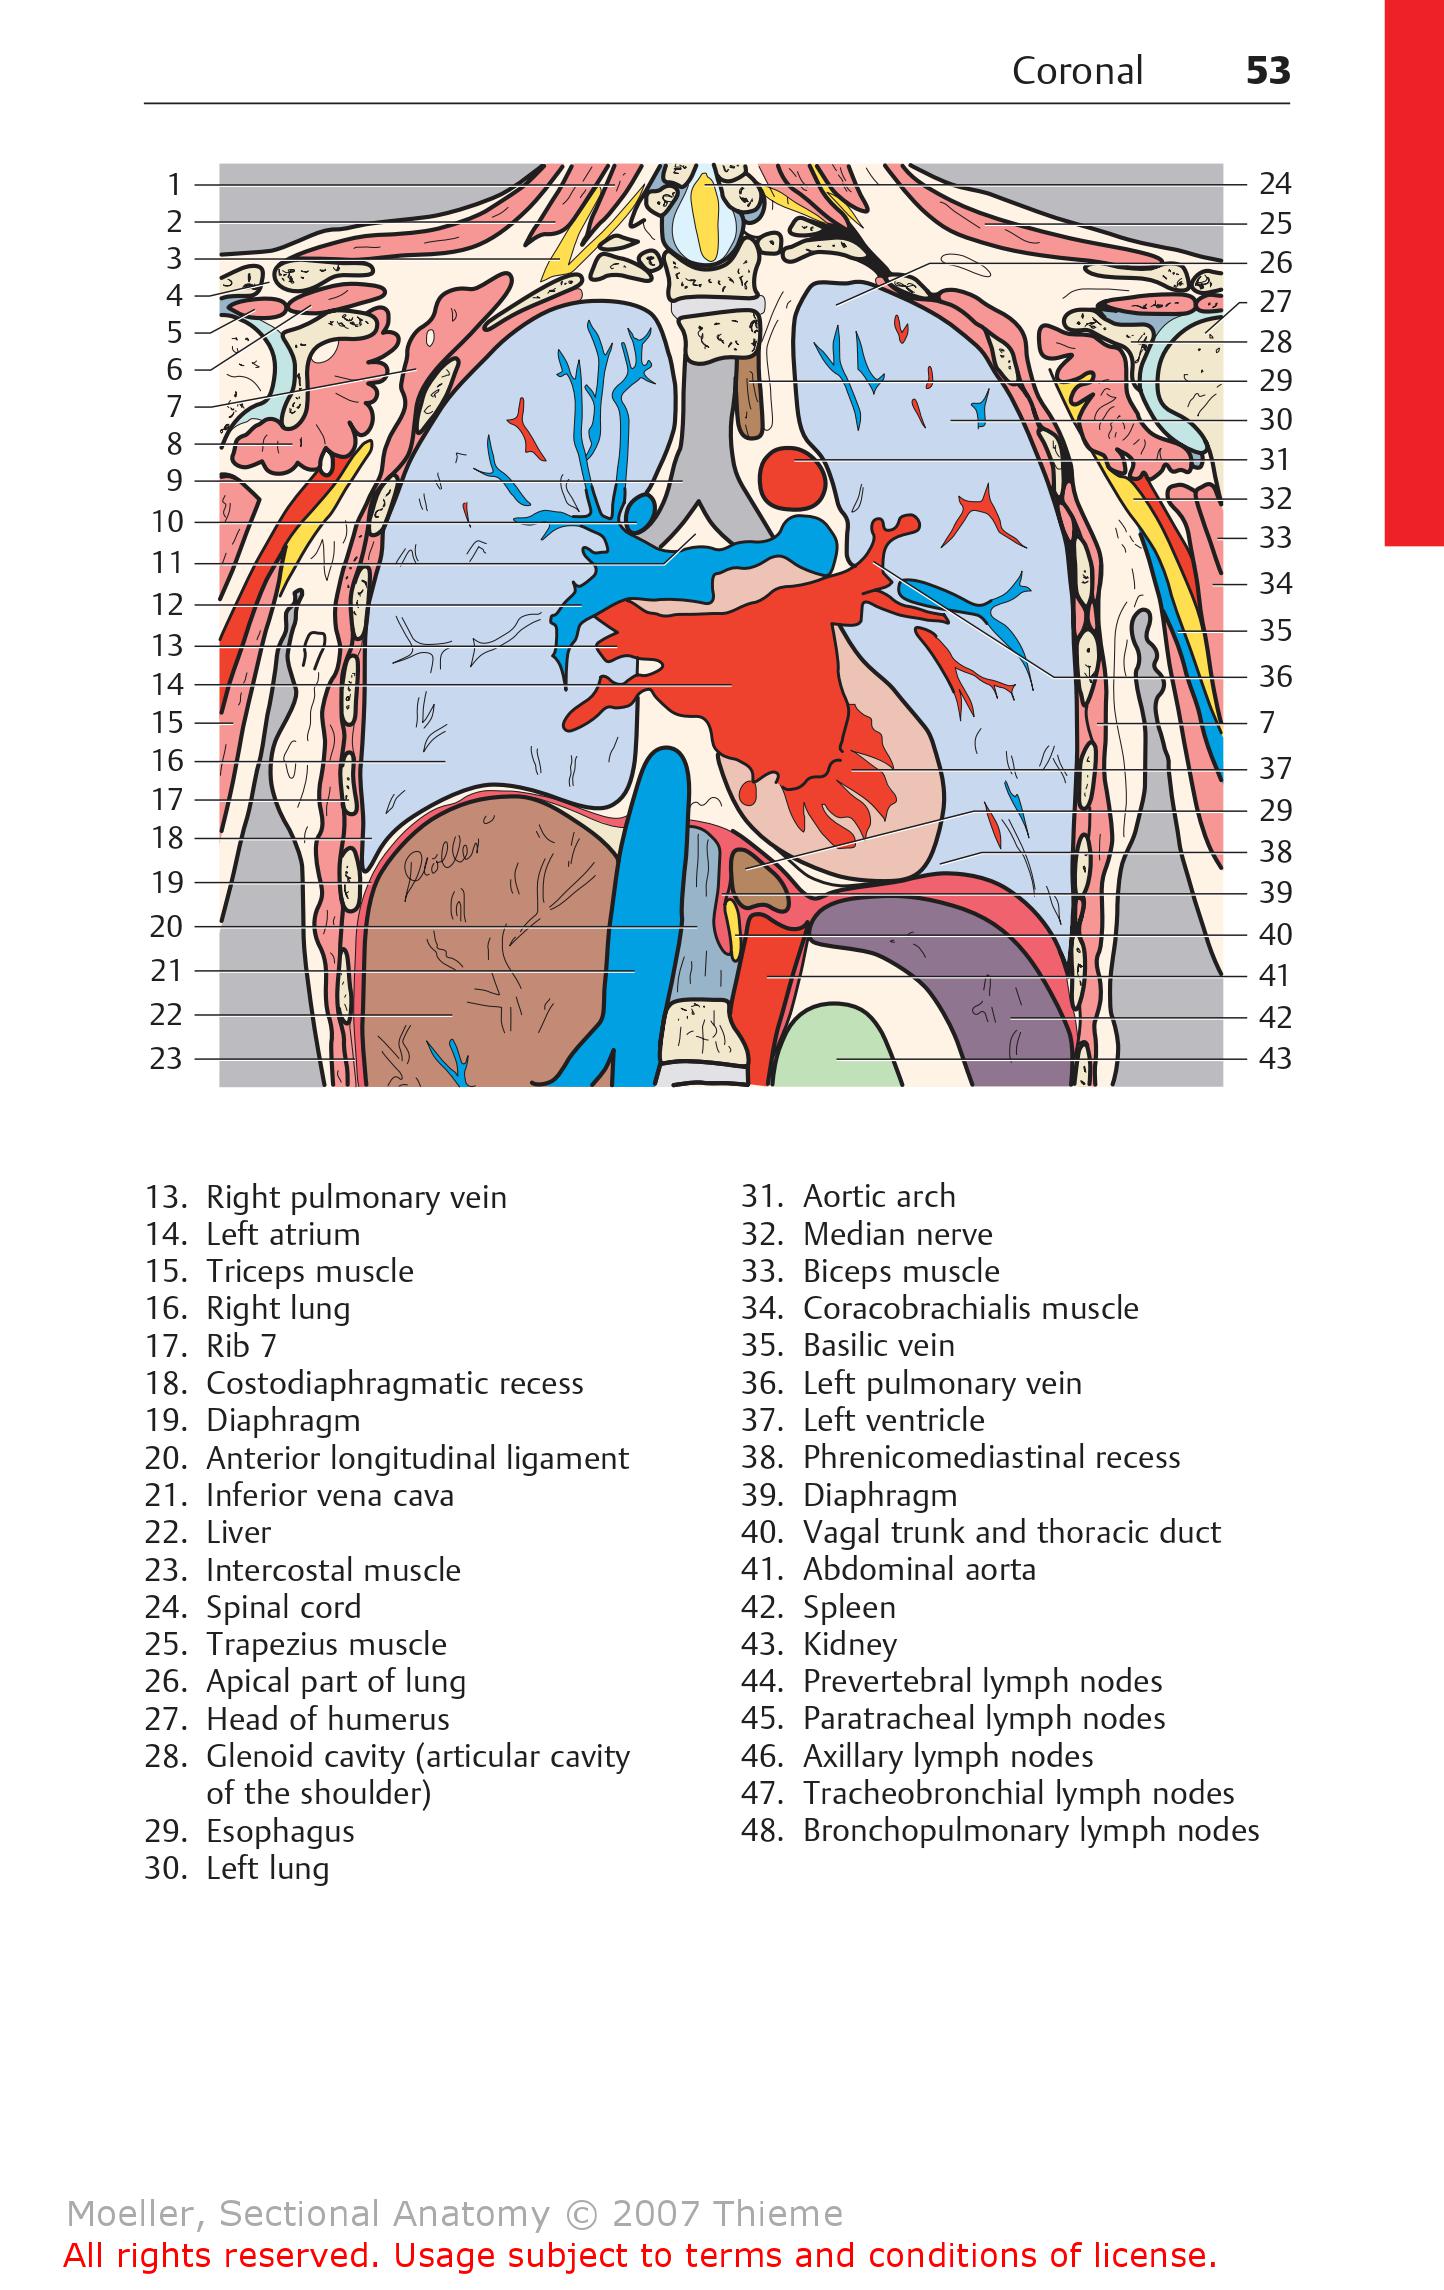 Coronal 53
1
2
3
4
5
6
7
8
9
10
11
12
13
14
15
16
17
18
19
20
21
22
23
24
25
26
27
28
29
30
31
32
33
34
35
36
7
37
29
38
39
40
41
42
43
Möller
13. Right pulmonary vein
14. Left atrium
15. Triceps muscle
16. Right lung
17. Rib 7
18. Costodiaphragmatic recess
19. Diaphragm
20. Anterior longitudinal ligament
21. Inferior vena cava
22. Liver
23. Intercostal muscle
24. Spinal cord
25. Trapezius muscle
26. Apical part of lung
27. Head of humerus
28. Glenoid cavity (articular cavity
of the shoulder)
29. Esophagus
30. Left lung
31. Aortic arch
32. Median nerve
33. Biceps muscle
34. Coracobrachialis muscle
35. Basilic vein
36. Left pulmonary vein
37. Left ventricle
38. Phrenicomediastinal recess
39. Diaphragm
40. Vagal trunk and thoracic duct
41. Abdominal aorta
42. Spleen
43. Kidney
44. Prevertebral lymph nodes
45. Paratracheal lymph nodes
46. Axillary lymph nodes
47. Tracheobronchial lymph nodes
48. Bronchopulmonary lymph nodes
Moeller, Sectional Anatomy © 2007 Thieme
All rights reserved. Usage subject to terms and conditions of license.